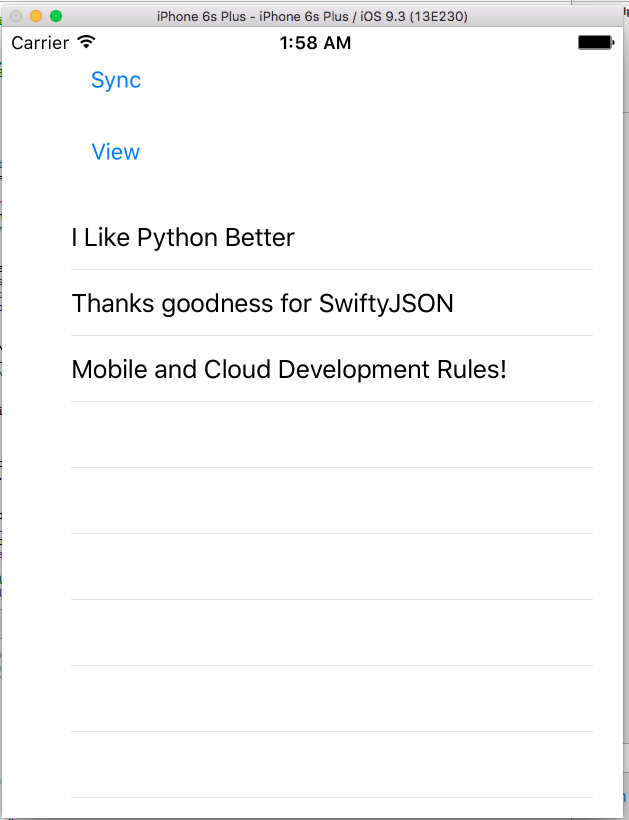 iPhone 6s Plus - iPhone 6s Plus / iOS 9.3 (13E230)
Carrier 1:58 AM
Sync
View
I Like Python Better
Thanks goodness for SwiftyJSON
Mobile and Cloud Development Rules!